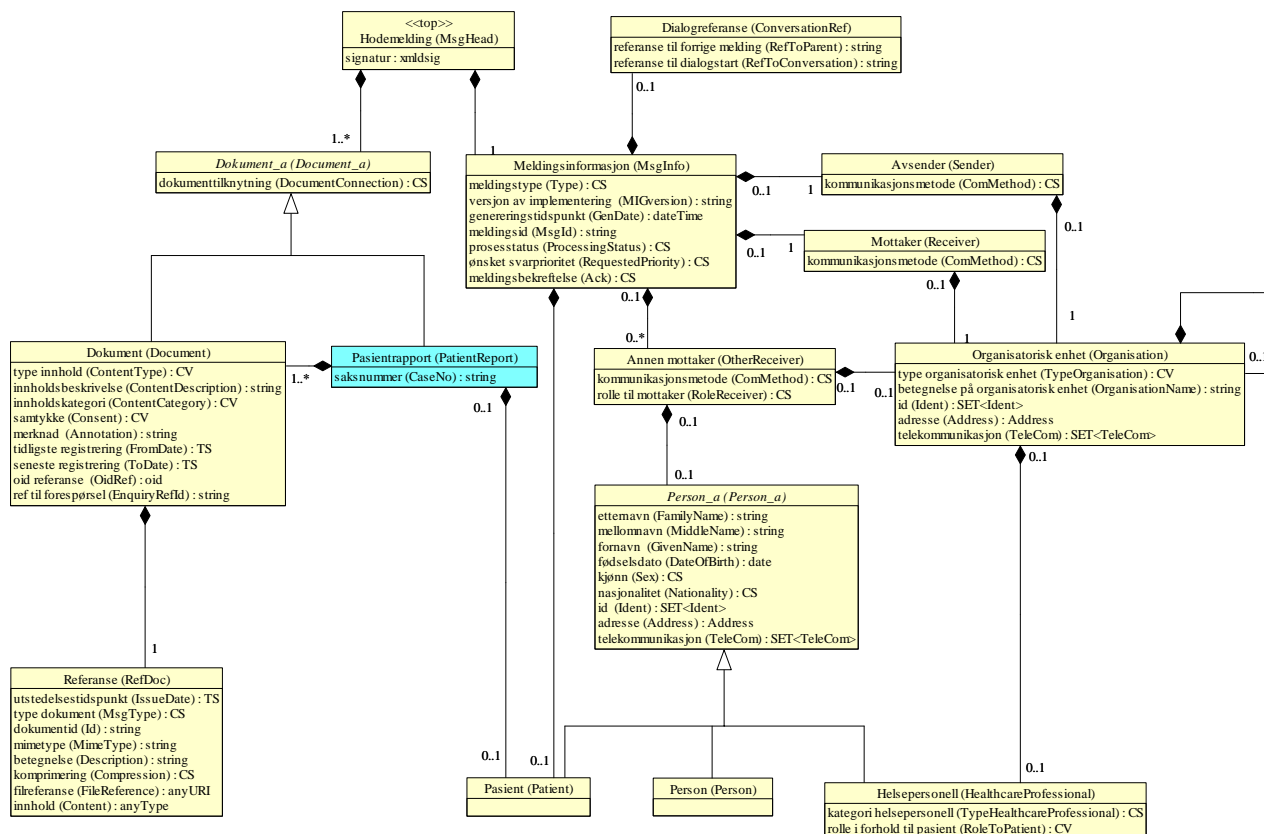 <<top>>
Hodemelding (MsgHead)
signatur : xmldsig
Dialogreferanse (ConversationRef)
referanse til forrige melding (RefToParent) : string
referanse til dialogstart (RefToConversation) : string
0..1
1..*
1
Dokument_a (Document_a)
dokumenttilknytning (DocumentConnection) : CS
Meldingsinformasjon (MsgInfo)
meldingstype (Type) : CS
versjon av implementering (MIGversion) : string
genereringstidspunkt (GenDate) : dateTime
meldingsid (MsgId) : string
prosesstatus (ProcessingStatus) : CS
ønsket svarprioritet (RequestedPriority) : CS
meldingsbekreftelse (Ack) : CS
0..1
1
Avsender (Sender)
kommunikasjonsmetode (ComMethod) : CS
0..1
0..1
1
Mottaker (Receiver)
kommunikasjonsmetode (ComMethod) : CS
0..1
0..1
0..*
1
1
Dokument (Document)
type innhold (ContentType) : CV
innholdsbeskrivelse (ContentDescription) : string
innholdskategori (ContentCategory) : CV
samtykke (Consent) : CV
merknad (Annotation) : string
tidligste registrering (FromDate) : TS
seneste registrering (ToDate) : TS
oid referanse (OidRef) : oid
ref til forespørsel (EnquiryRefId) : string
1..*
Pasientrapport (PatientReport)
saksnummer (CaseNo) : string
0..1
Annen mottaker (OtherReceiver)
kommunikasjonsmetode (ComMethod) : CS
rolle til mottaker (RoleReceiver) : CS
0..1
0..1
0..1
Organisatorisk enhet (Organisation)
type organisatorisk enhet (TypeOrganisation) : CV
betegnelse på organisatorisk enhet (OrganisationName) : string
id (Ident) : SET<Ident>
adresse (Address) : Address
telekommunikasjon (TeleCom) : SET<TeleCom>
0..1
0..1
0..1
Person_a (Person_a)
etternavn (FamilyName) : string
mellomnavn (MiddleName) : string
fornavn (GivenName) : string
fødselsdato (DateOfBirth) : date
kjønn (Sex) : CS
nasjonalitet (Nationality) : CS
id (Ident) : SET<Ident>
adresse (Address) : Address
telekommunikasjon (TeleCom) : SET<TeleCom>
1
Referanse (RefDoc)
utstedelsestidspunkt (IssueDate) : TS
type dokument (MsgType) : CS
dokumentid (Id) : string
mimetype (MimeType) : string
betegnelse (Description) : string
komprimering (Compression) : CS
filreferanse (FileReference) : anyURI
innhold (Content) : anyType
0..1
0..1
0..1
Pasient (Patient)
Person (Person)
Helsepersonell (HealthcareProfessional)
kategori helsepersonell (TypeHealthcareProfessional) : CS
rolle i forhold til pasient (RoleToPatient) : CV